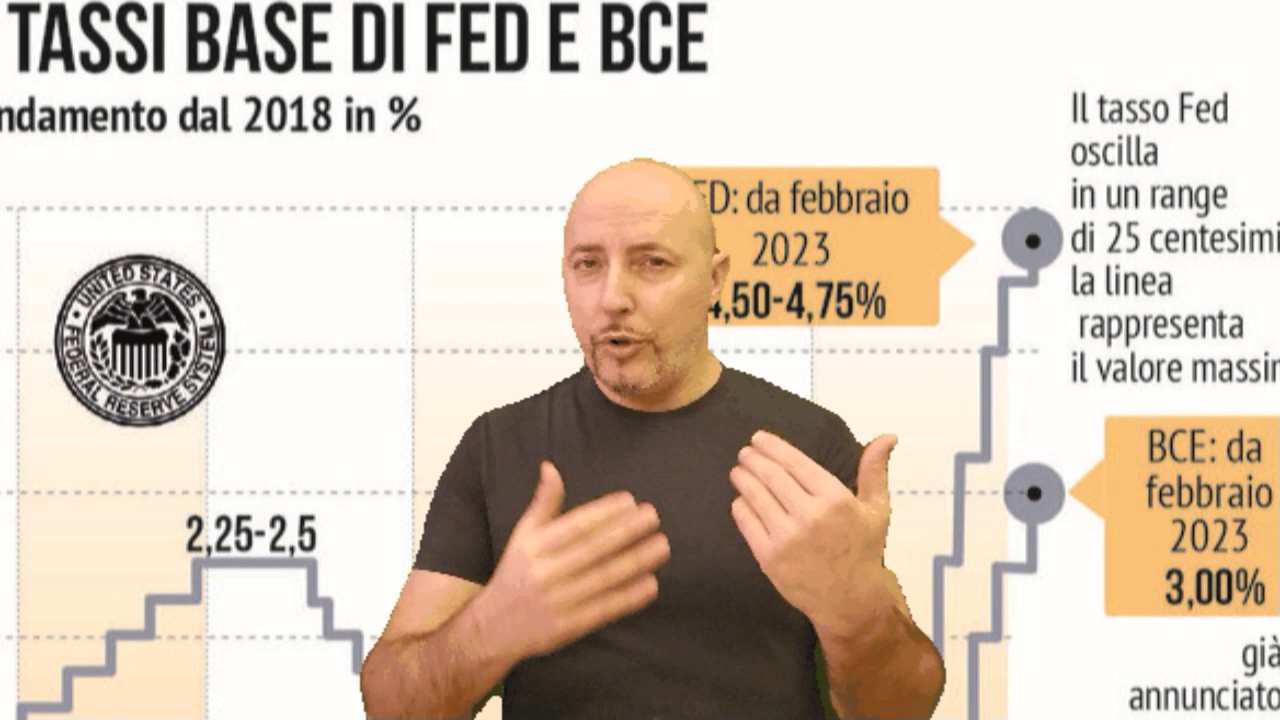 TASSI BASE DI FED E BCE
ndamento dal 2018 in %
UNITED STATES
FEDERAL RESERVE SYSTEM
2,25-2,5
ED: da febbraio
2023
4,50-4,75%
Il tasso Fed
oscilla
in un range
di 25 centesimi
la linea
rappresenta
il valore massi
BCE: da
febbraio
2023
3,00%
già
annunciato